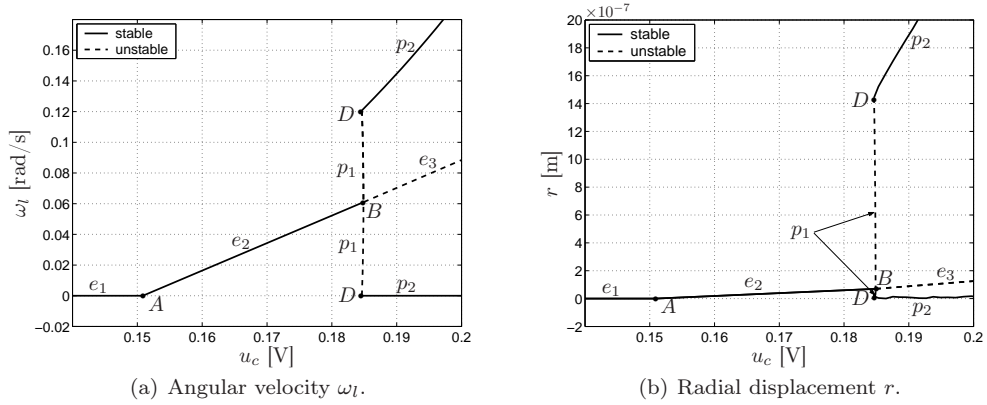 stable
unstable
0.16
0.14
0.12
0.1
0.08
0.06
0.04
0.02
0
−0.02
ω_l [rad/s]
p_2
D
p_1
e_3
B
e_2
p_1
e_1
A
D
p_2
0.15
0.16
0.17
0.18
0.19
0.2
u_c [V]
(a) Angular velocity ω_l.
×10^−7
stable
unstable
20
18
16
14
12
10
8
6
4
2
0
−2
r [m]
p_2
D
p_1
B
e_3
e_2
e_1
A
D
p_2
0.15
0.16
0.17
0.18
0.19
0.2
u_c [V]
(b) Radial displacement r.